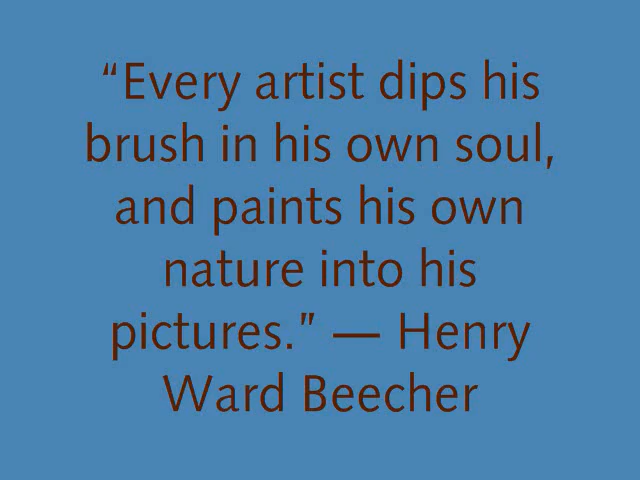 “Every artist dips his
brush in his own soul,
and paints his own
nature into his
pictures.” — Henry
Ward Beecher